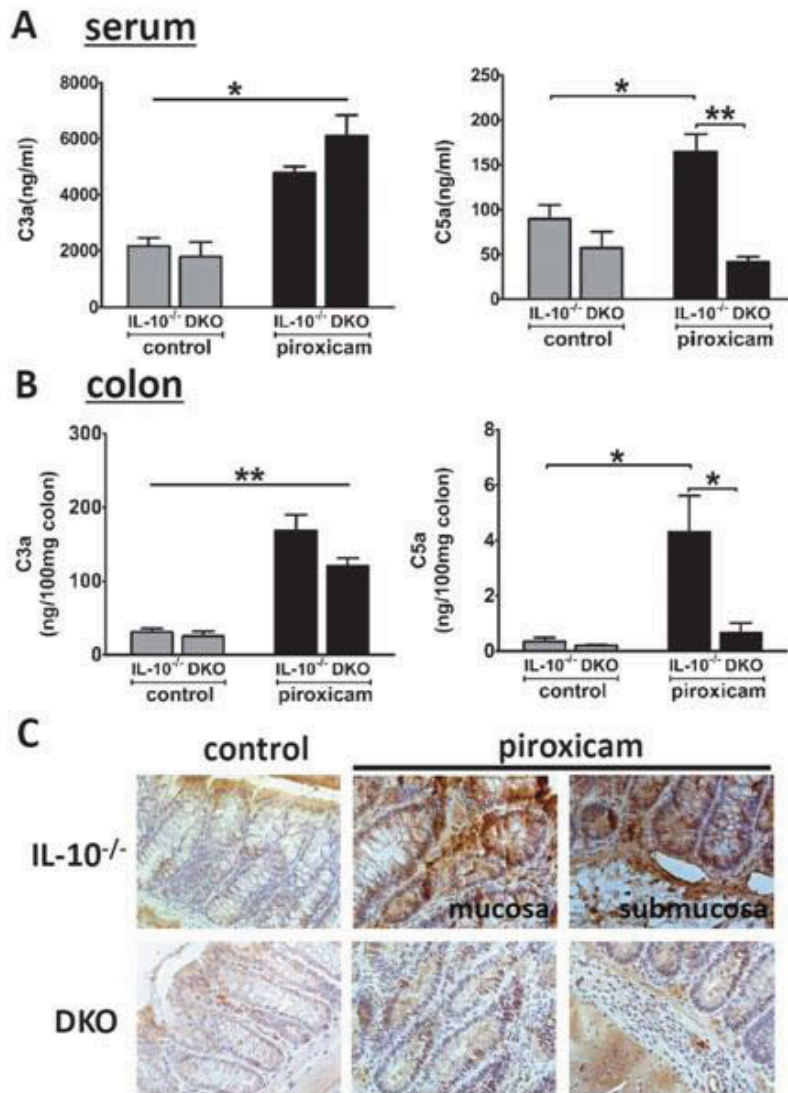 A serum
C3a(ng/ml)
8000
6000
4000
2000
0
*
IL-10-/- DKO IL-10-/- DKO
control piroxicam
C5a(ng/ml)
250
200
150
100
50
0
* **
IL-10-/- DKO IL-10-/- DKO
control piroxicam
B colon
C3a
(ng/100mg colon)
300
200
100
0
**
IL-10-/- DKO IL-10-/- DKO
control piroxicam
C5a
(ng/100mg colon)
8
6
4
2
0
* *
IL-10-/- DKO IL-10-/- DKO
control piroxicam
C control piroxicam
IL-10-/-
mucosa submucosa
DKO